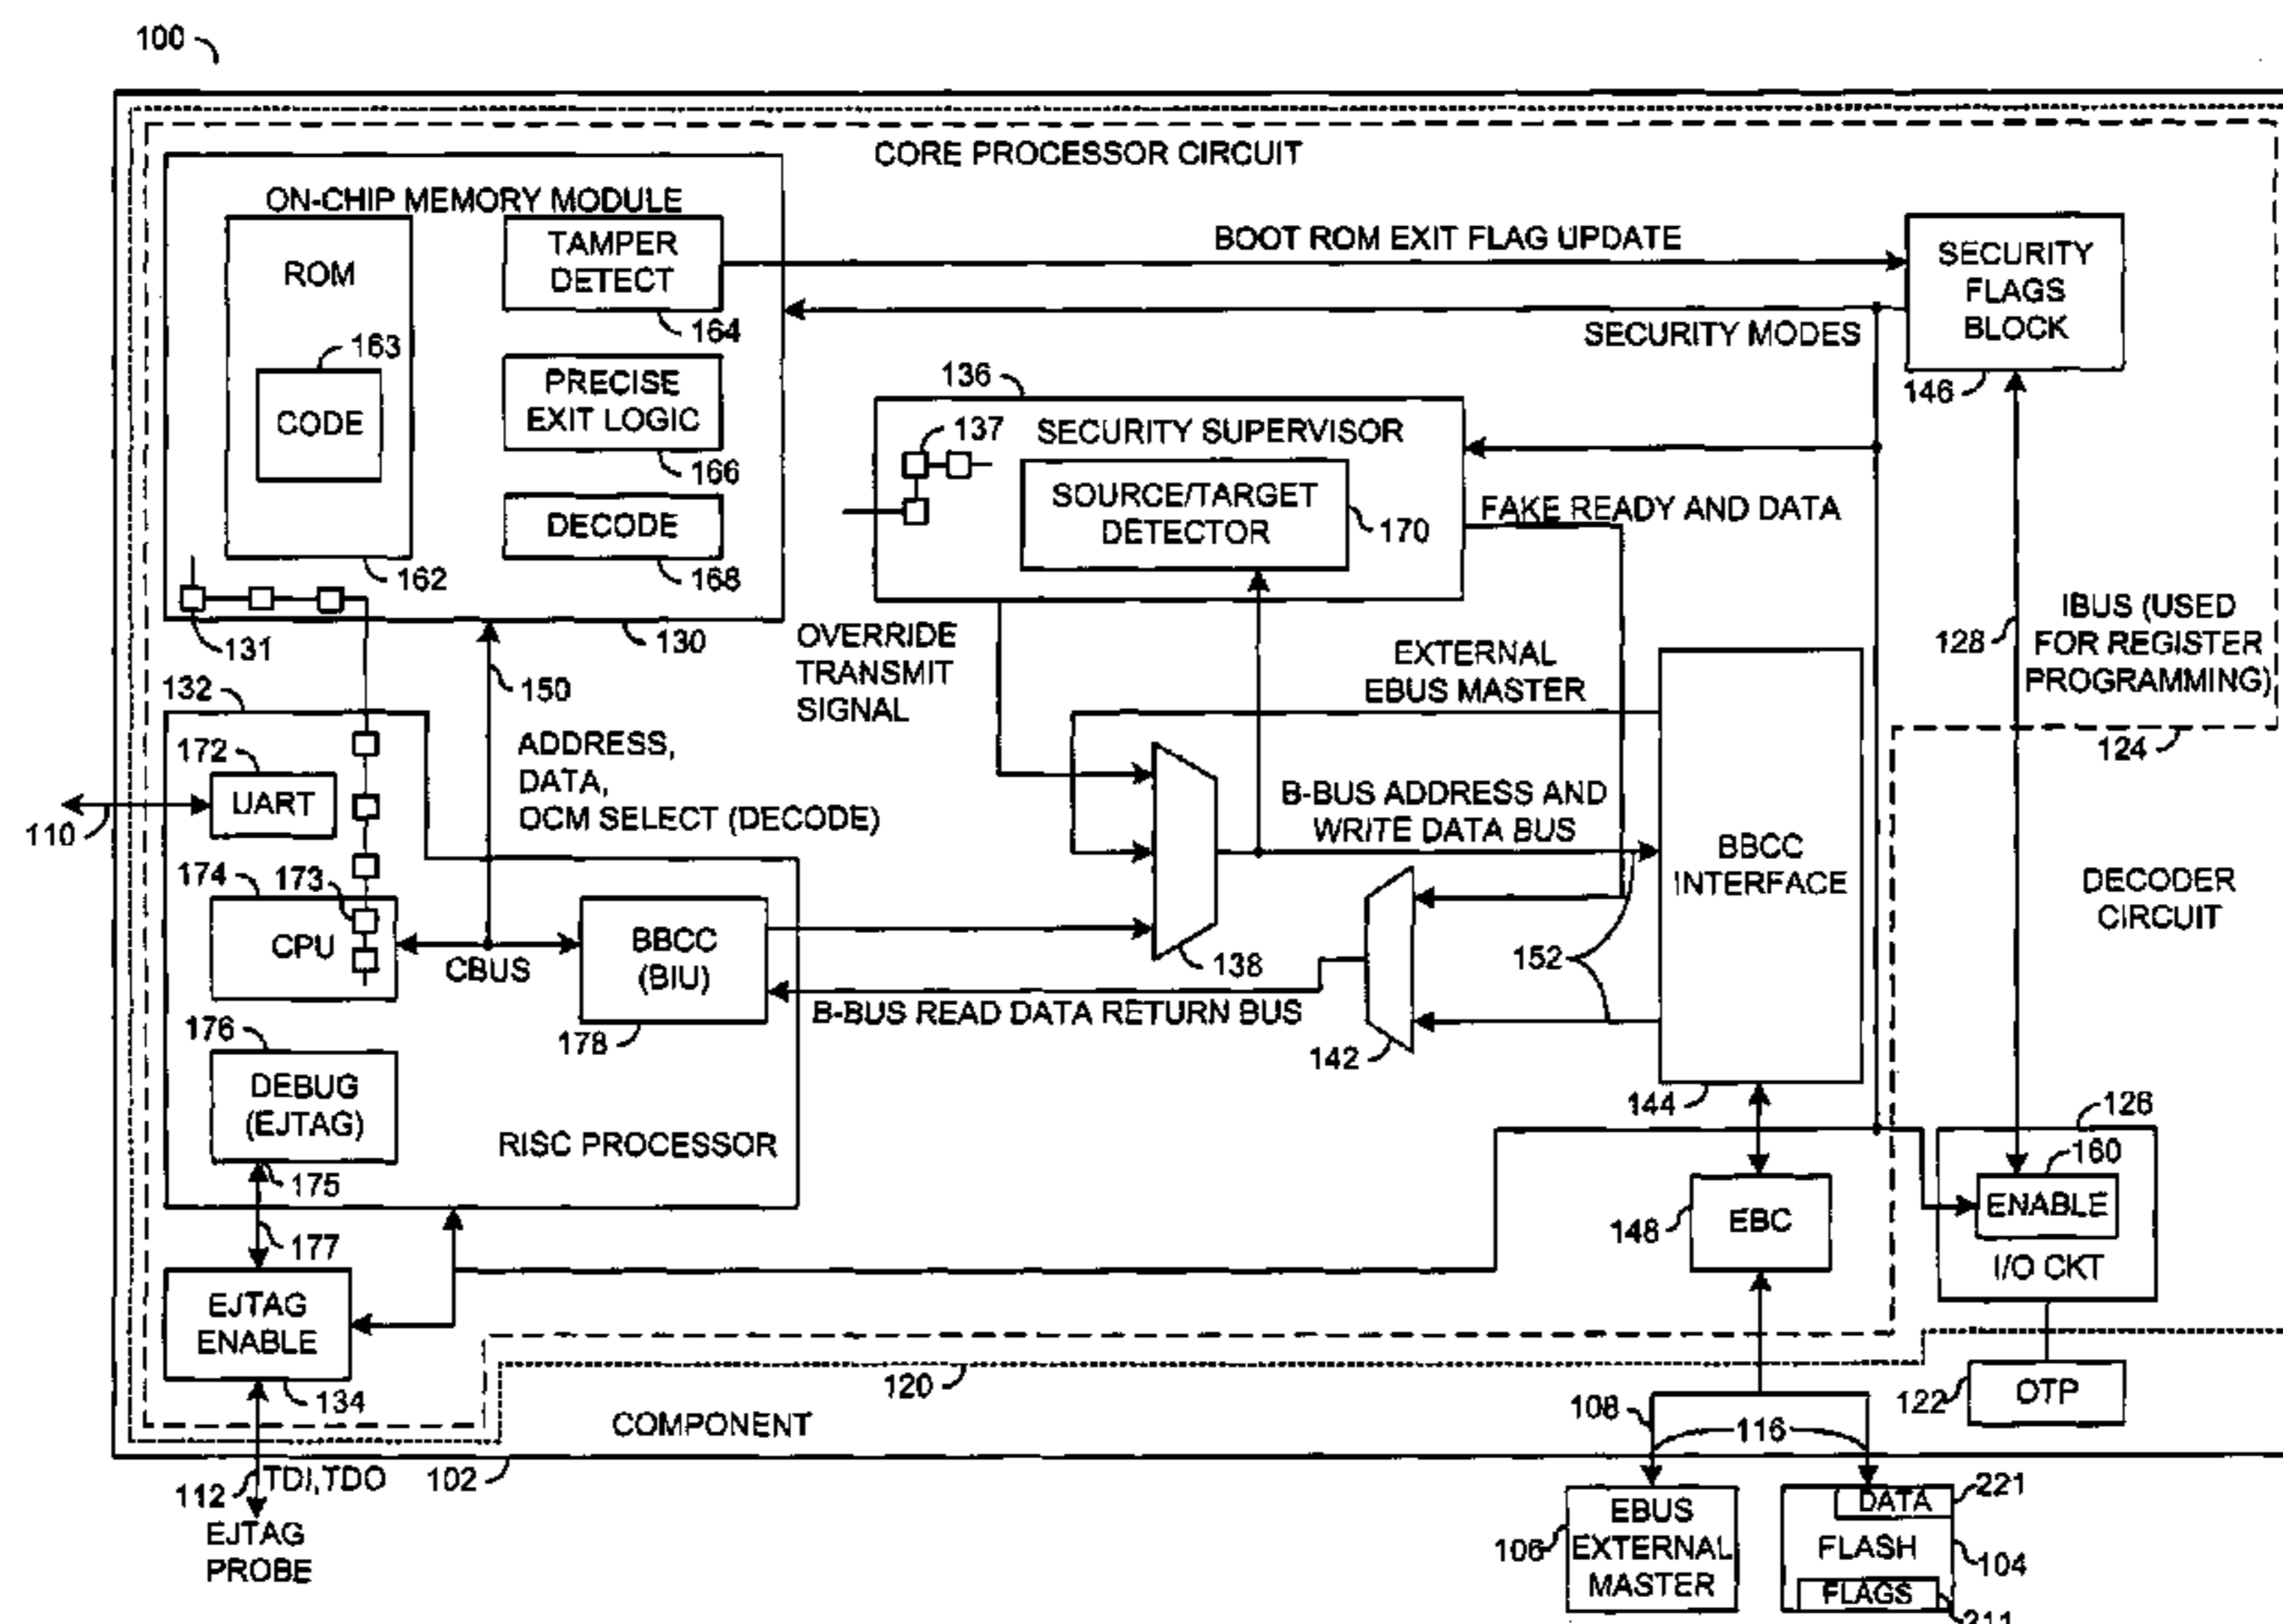 100
CORE PROCESSOR CIRCUIT
ON-CHIP MEMORY MODULE
ROM
163
CODE
162
TAMPER
DETECT
164
PRECISE
EXIT LOGIC
166
DECODE
168
131
130
BOOT ROM EXIT FLAG UPDATE
SECURITY MODES
SECURITY
FLAGS
BLOCK
146
136
137
SECURITY SUPERVISOR
SOURCE/TARGET
DETECTOR
170
FAKE READY AND DATA
OVERRIDE
TRANSMIT
SIGNAL
EXTERNAL
EBUS MASTER
128
IBUS (USED
FOR REGISTER
PROGRAMMING)
124
132
150
ADDRESS,
DATA,
OCM SELECT (DECODE)
172
UART
110
174
173
CPU
CBUS
BBCC
(BIU)
178
138
B-BUS ADDRESS AND
WRITE DATA BUS
B-BUS READ DATA RETURN BUS
142
152
BBCC
INTERFACE
144
DECODER
CIRCUIT
176
DEBUG
(EJTAG)
175
RISC PROCESSOR
177
EJTAG
ENABLE
134
148
EBC
126
160
ENABLE
I/O CKT
122
OTP
120
COMPONENT
102
112
TDI,TDO
EJTAG
PROBE
108
116
106
EBUS
EXTERNAL
MASTER
DATA
221
FLASH
104
FLAGS
211